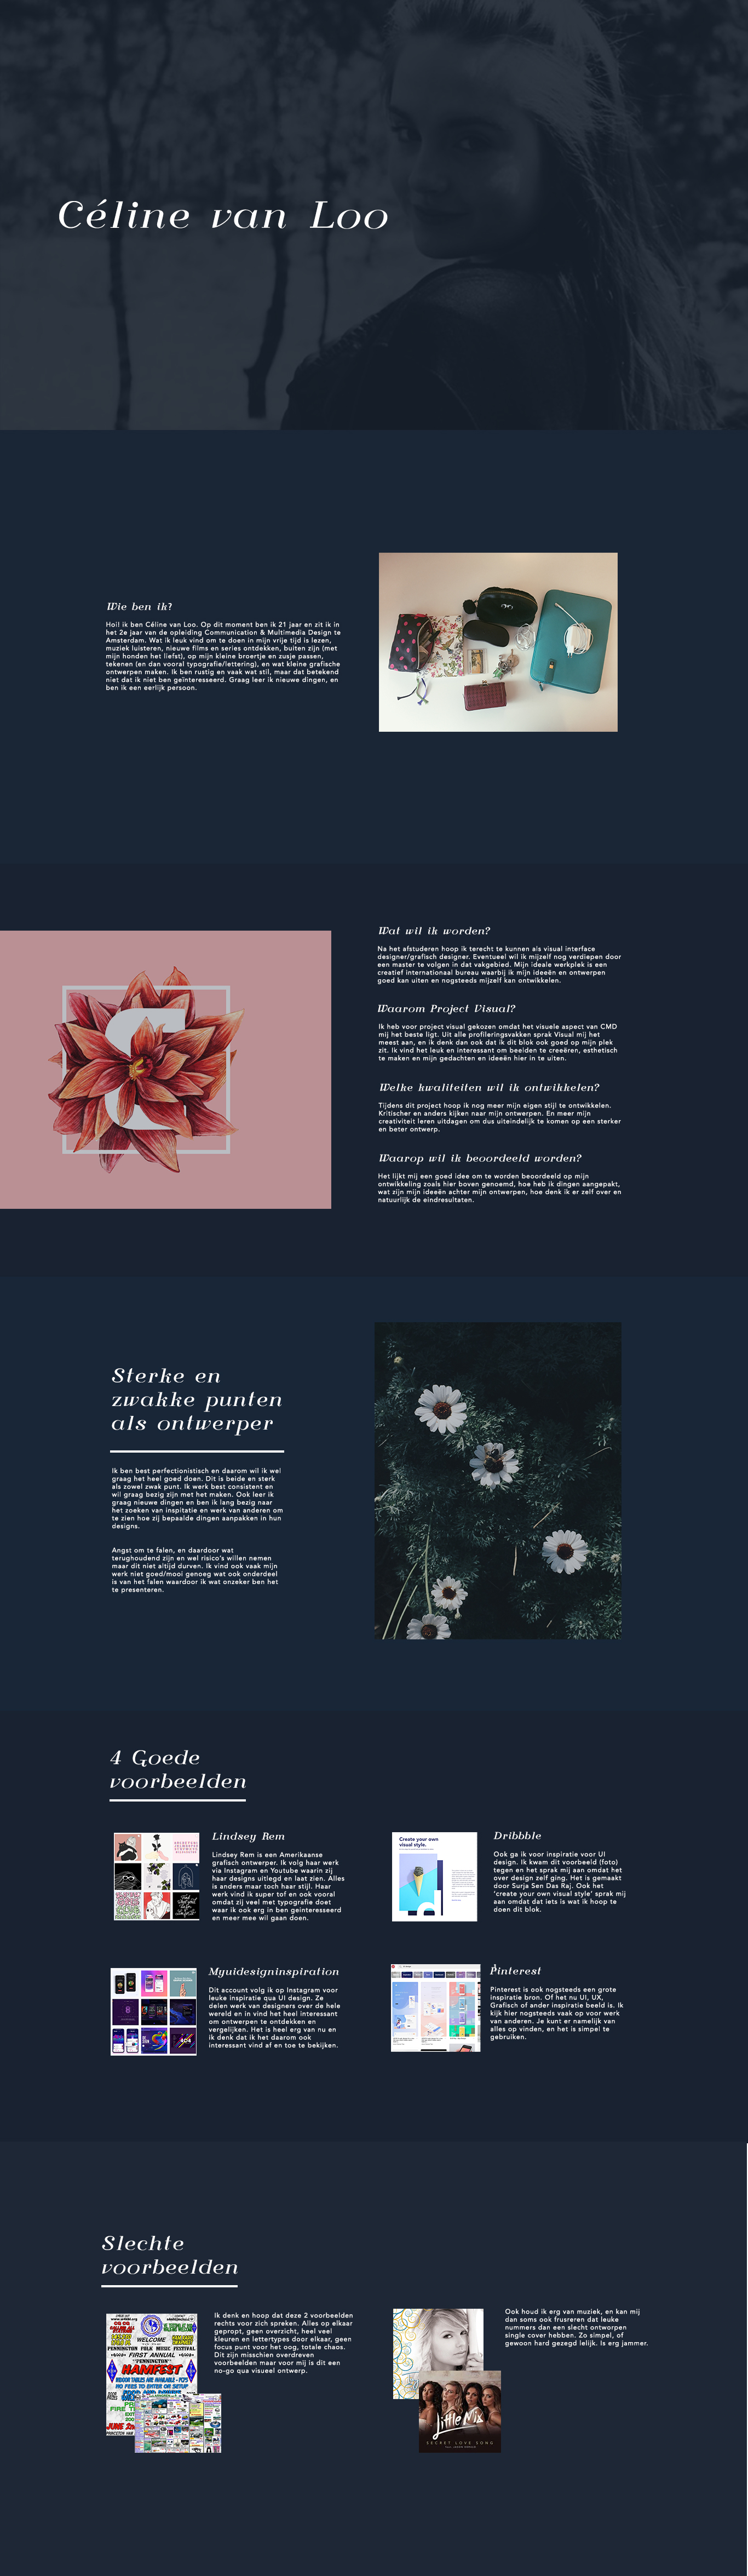 Céline van Loo
Wie ben ik?
Hoi! ik ben Céline van Loo. Op dit moment ben ik 21 jaar en zit ik in
het 2e jaar van de opleiding Communication & Multimedia Design te
Amsterdam. Wat ik leuk vind om te doen in mijn vrije tijd is lezen,
muziek luisteren, nieuwe films en series ontdekken, buiten zijn (met
mijn honden het liefst), op mijn kleine broertje en zusje passen,
tekenen (en dan vooral typografie/lettering), en wat kleine grafische
ontwerpen maken. Ik ben rustig en vaak wat stil, maar dat betekend
niet dat ik niet ben geïnteresseerd. Graag leer ik nieuwe dingen, en
ben ik een eerlijk persoon.
Wat wil ik worden?
Na het afstuderen hoop ik terecht te kunnen als visual interface
designer/grafisch designer. Eventueel wil ik mijzelf nog verdiepen door
een master te volgen in dat vakgebied. Mijn ideale werkplek is een
creatief internationaal bureau waarbij ik mijn ideeën en ontwerpen
goed kan uiten en nogsteeds mijzelf kan ontwikkelen.
Waarom Project Visual?
Ik heb voor project visual gekozen omdat het visuele aspect van CMD
mij het beste ligt. Uit alle profileringsvakken sprak Visual mij het
meest aan, en ik denk dan ook dat ik dit blok ook goed op mijn plek
zit. Ik vind het leuk en interessant om beelden te creeëren, esthetisch
te maken en mijn gedachten en ideeën hier in te uiten.
Welke kwaliteiten wil ik ontwikkelen?
Tijdens dit project hoop ik nog meer mijn eigen stijl te ontwikkelen.
Kritischer en anders kijken naar mijn ontwerpen. En meer mijn
creativiteit leren uitdagen om dus uiteindelijk te komen op een sterker
en beter ontwerp.
Waarop wil ik beoordeeld worden?
Het lijkt mij een goed idee om te worden beoordeeld op mijn
ontwikkeling zoals hier boven genoemd, hoe heb ik dingen aangepakt,
wat zijn mijn ideeën achter mijn ontwerpen, hoe denk ik er zelf over en
natuurlijk de eindresultaten.
Sterke en
zwakke punten
als ontwerper
Ik ben best perfectionistisch en daarom wil ik wel
graag het heel goed doen. Dit is beide en sterk
als zowel zwak punt. Ik werk best consistent en
wil graag bezig zijn met het maken. Ook leer ik
graag nieuwe dingen en ben ik lang bezig naar
het zoeken van inspitatie en werk van anderen om
te zien hoe zij bepaalde dingen aanpakken in hun
designs.
Angst om te falen, en daardoor wat
terughoudend zijn en wel risico's willen nemen
maar dit niet altijd durven. Ik vind ook vaak mijn
werk niet goed/mooi genoeg wat ook onderdeel
is van het falen waardoor ik wat onzeker ben het
te presenteren.
4 Goede
voorbeelden
Lindsey Rem
Lindsey Rem is een Amerikaanse
grafisch ontwerper. Ik volg haar werk
via Instagram en Youtube waarin zij
haar designs uitlegd en laat zien. Alles
is anders maar toch haar stijl. Haar
werk vind ik super tof en ook vooral
omdat zij veel met typografie doet
waar ik ook erg in ben geinteresseerd
en meer mee wil gaan doen.
Create your own
visual style.
Dribbble
Ook ga ik voor inspiratie voor UI
design. Ik kwam dit voorbeeld (foto)
tegen en het sprak mij aan omdat het
over design zelf ging. Het is gemaakt
door Surja Sen Das Raj. Ook het
'create your own visual style' sprak mij
aan omdat dat iets is wat ik hoop te
doen dit blok.
Myuidesigninspiration
Dit account volg ik op Instagram voor
leuke inspiratie qua UI design. Ze
delen werk van designers over de hele
wereld en in vind het heel interessant
om ontwerpen te ontdekken en
vergelijken. Het is heel erg van nu en
ik denk dat ik het daarom ook
interessant vind af en toe te bekijken.
Pinterest
Pinterest is ook nogsteeds een grote
inspiratie bron. Of het nu UI, UX,
Grafisch of ander inspiratie beeld is. Ik
kijk hier nogsteeds vaak op voor werk
van anderen. Je kunt er namelijk van
alles op vinden, en het is simpel te
gebruiken.
Slechte
voorbeelden
WELCOME
PENNINGTON FOLK MUSIC FESTIVAL
FIRST ANNUAL
"PENNINGTON"
HAMFEST
NO FEES TO ENTER OR SETUP
Ik denk en hoop dat deze 2 voorbeelden
rechts voor zich spreken. Alles op elkaar
gepropt, geen overzicht, heel veel
kleuren en lettertypes door elkaar, geen
focus punt voor het oog, totale chaos.
Dit zijn misschien overdreven
voorbeelden maar voor mij is dit een
no-go qua visueel ontwerp.
Little Mix
SECRET LOVE SONG
Ook houd ik erg van muziek, en kan mij
dan soms ook frusreren dat leuke
nummers dan een slecht ontworpen
single cover hebben. Zo simpel, of
gewoon hard gezegd lelijk. Is erg jammer.